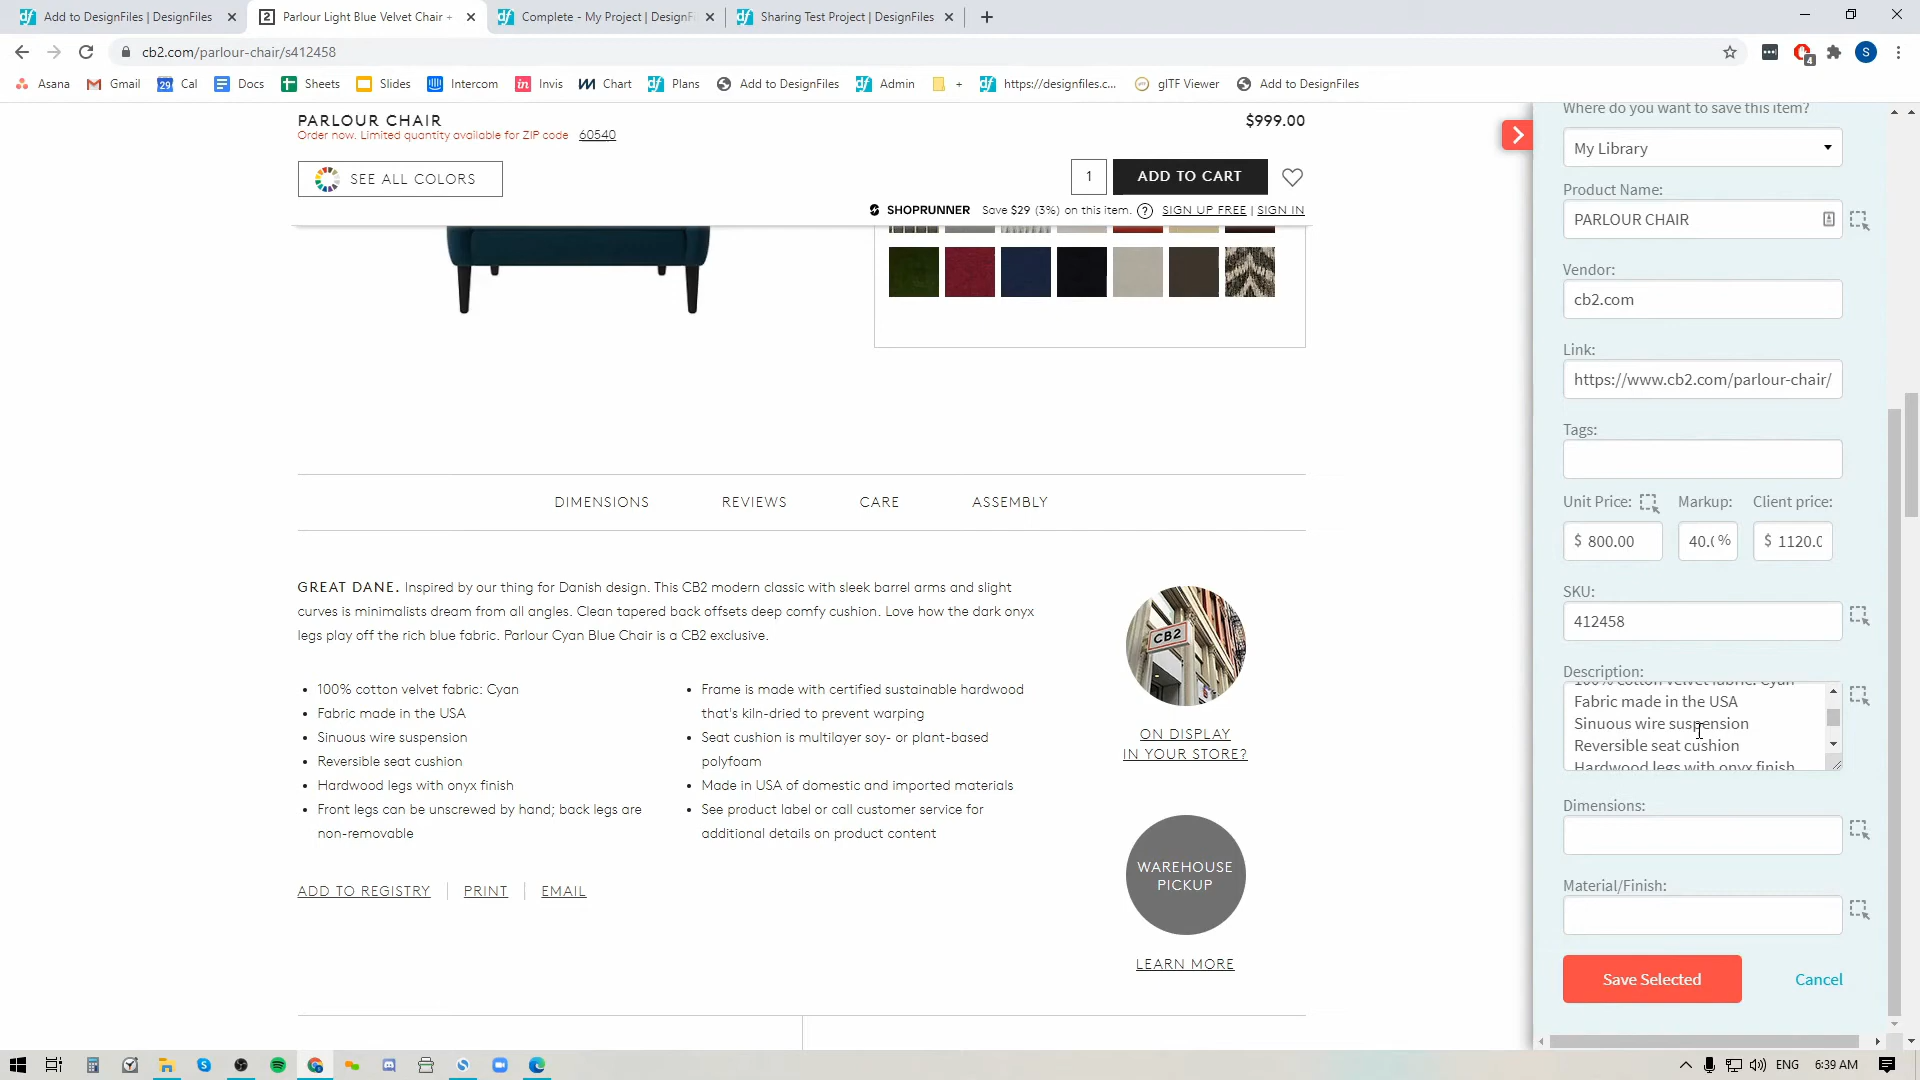 Add to DesignFiles | DesignFiles
Parlour Light Blue Velvet Chair +
Complete - My Project | DesignFi
Sharing Test Project | DesignFiles
cb2.com/parlour-chair/s412458
4
S
Asana
Gmail
29
Cal
Docs
Sheets
Slides
Intercom
in
Invis
Chart
Plans
Add to DesignFiles
Admin
+
https://designfiles.c...
glTF Viewer
Add to DesignFiles
PARLOUR CHAIR
$999.00
Order now. Limited quantity available for ZIP code 60540
SEE ALL COLORS
1
ADD TO CART
SHOPRUNNER Save $29 (3%) on this item. ? SIGN UP FREE | SIGN IN
DIMENSIONS
REVIEWS
CARE
ASSEMBLY
GREAT DANE. Inspired by our thing for Danish design. This CB2 modern classic with sleek barrel arms and slight
curves is minimalists dream from all angles. Clean tapered back offsets deep comfy cushion. Love how the dark onyx
legs play off the rich blue fabric. Parlour Cyan Blue Chair is a CB2 exclusive.
• 100% cotton velvet fabric: Cyan
• Fabric made in the USA
• Sinuous wire suspension
• Reversible seat cushion
• Hardwood legs with onyx finish
• Front legs can be unscrewed by hand; back legs are
non-removable
• Frame is made with certified sustainable hardwood
that's kiln-dried to prevent warping
• Seat cushion is multilayer soy- or plant-based
polyfoam
• Made in USA of domestic and imported materials
• See product label or call customer service for
additional details on product content
ADD TO REGISTRY | PRINT | EMAIL
CB2
ON DISPLAY
IN YOUR STORE?
WAREHOUSE
PICKUP
LEARN MORE
Where do you want to save this item?
My Library
Product Name:
PARLOUR CHAIR
Vendor:
cb2.com
Link:
https://www.cb2.com/parlour-chair/
Tags:
Unit Price:
Markup:
Client price:
$ 800.00
40.( %
$ 1120.0
SKU:
412458
Description:
100% cotton velvet fabric: Cyan
Fabric made in the USA
Sinuous wire suspension
Reversible seat cushion
Hardwood legs with onyx finish
Dimensions:
Material/Finish:
Save Selected
Cancel
ENG
6:39 AM